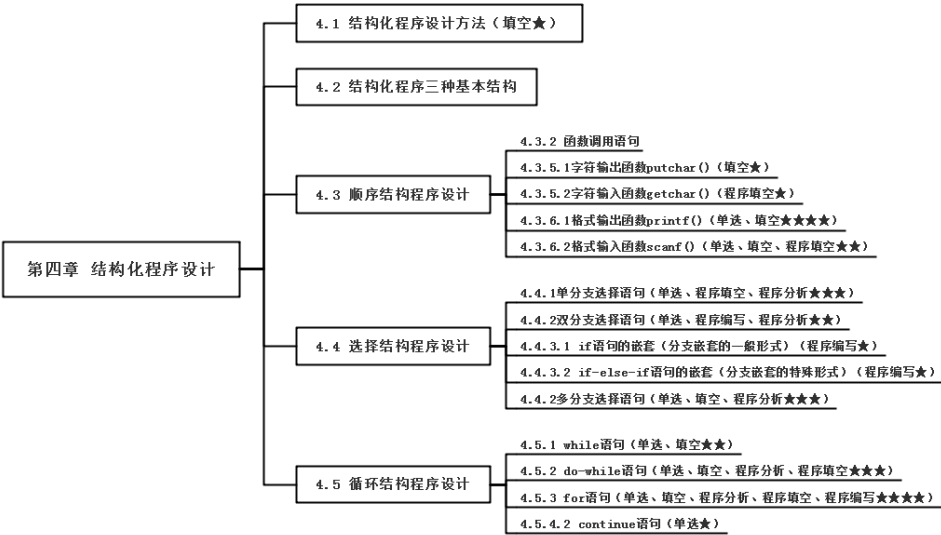 4.1 结构化程序设计方法（填空★）
4.2 结构化程序三种基本结构
4.3.2 函数调用语句
4.3.5.1字符输出函数putchar()（填空★）
4.3 顺序结构程序设计
4.3.5.2字符输入函数getchar()（程序填空★）
4.3.6.1格式输出函数printf()（单选、填空★★★★）
4.3.6.2格式输入函数scanf()（单选、填空、程序填空★★）
第四章 结构化程序设计
4.4.1单分支选择语句（单选、程序填空、程序分析★★★）
4.4.2双分支选择语句（单选、程序编写、程序分析★★）
4.4 选择结构程序设计
4.4.3.1 if语句的嵌套（分支嵌套的一般形式）（程序编写★）
4.4.3.2 if-else-if语句的嵌套（分支嵌套的特殊形式）（程序编写★）
4.4.2多分支选择语句（单选、填空、程序分析★★★）
4.5.1 while语句（单选、填空★★）
4.5.2 do-while语句（单选、填空、程序分析、程序填空★★★）
4.5 循环结构程序设计
4.5.3 for语句（单选、填空、程序分析、程序填空、程序编写★★★★）
4.5.4.2 continue语句（单选★）